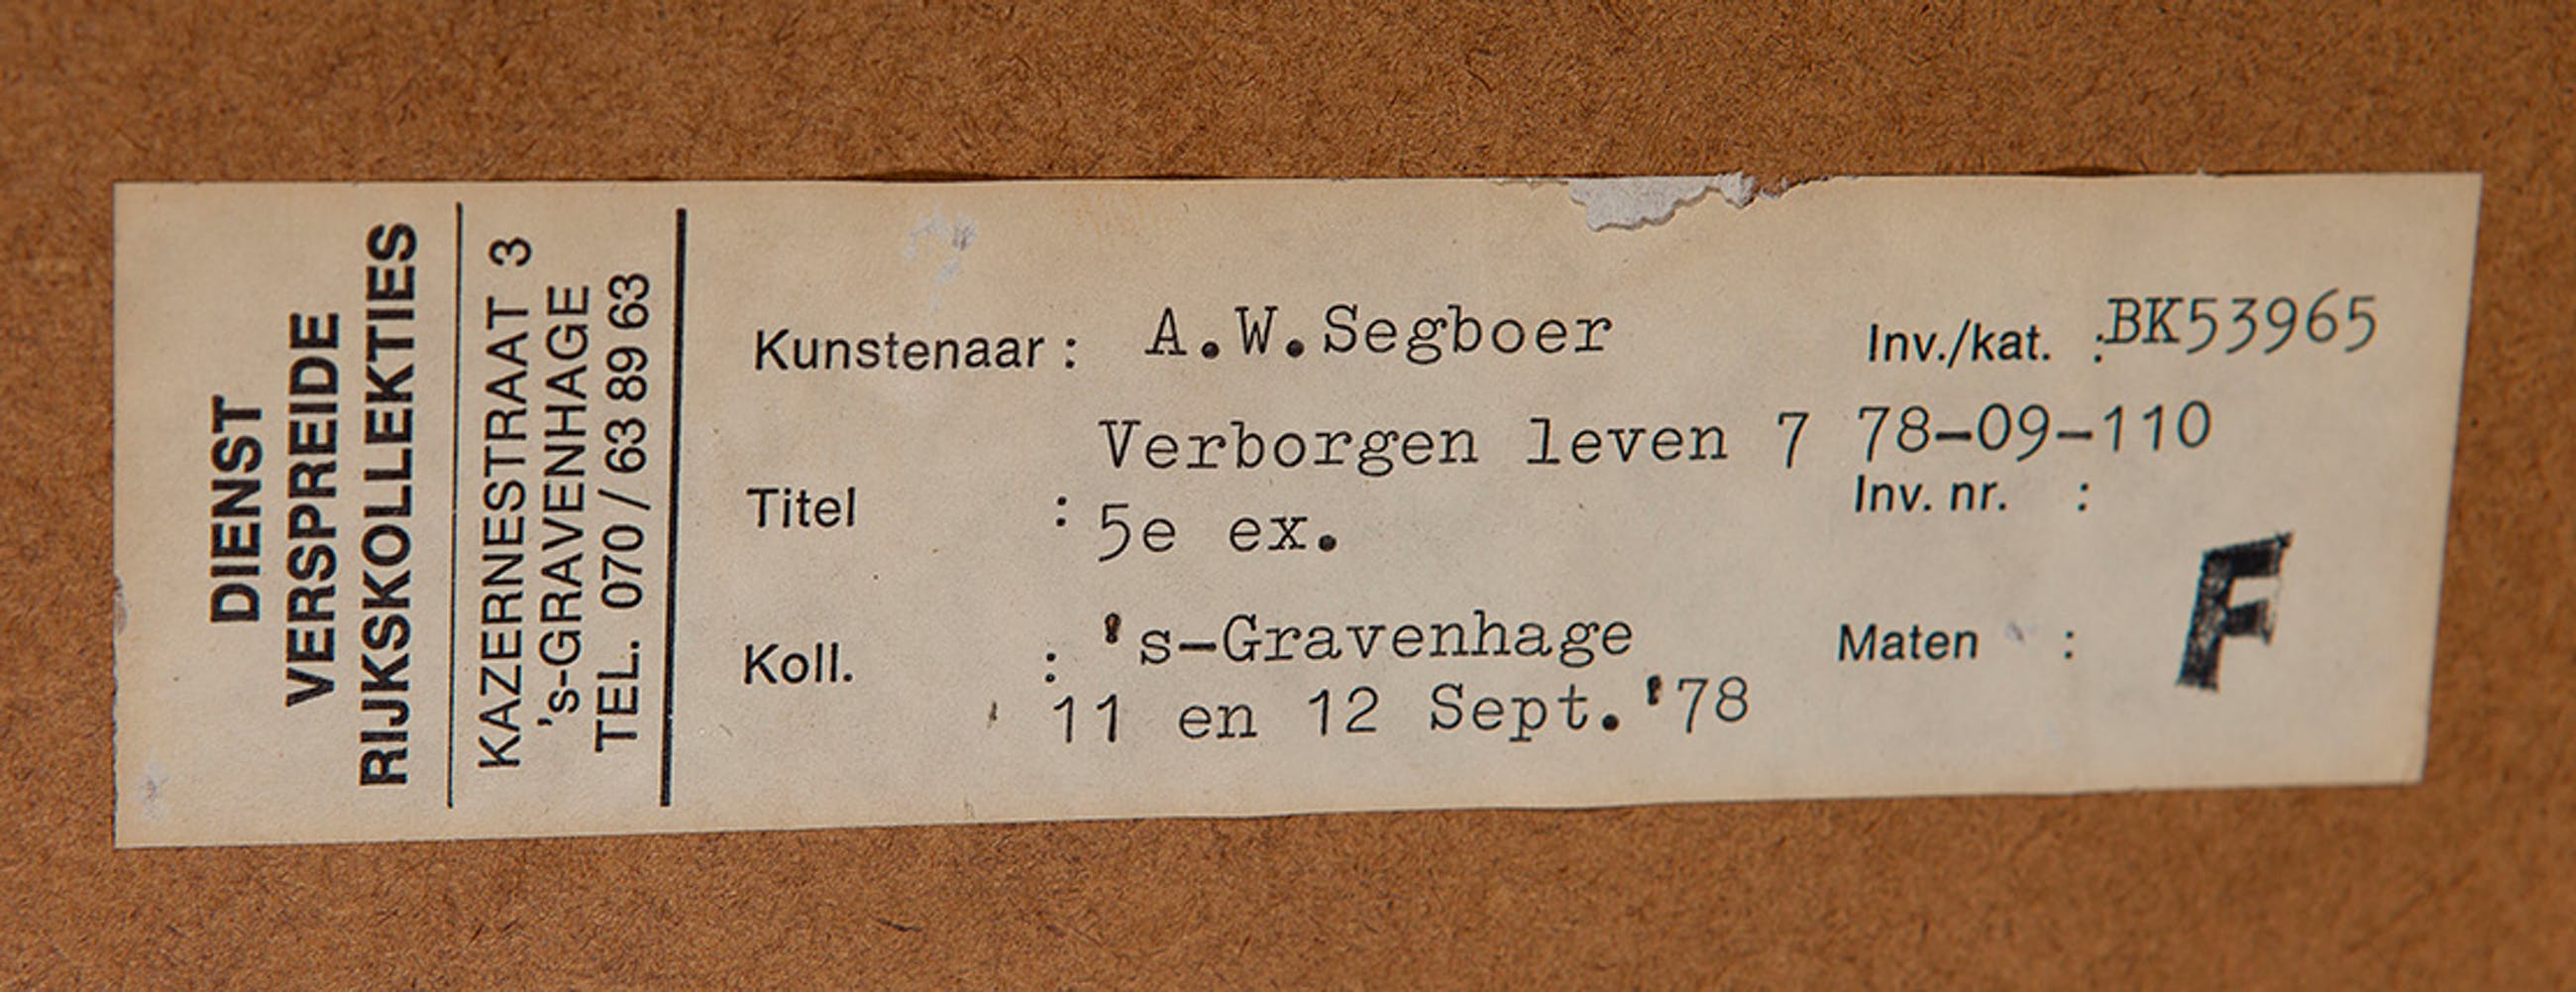 DIENST
VERSPREIDE
RIJKSKOLLEKTIES
KAZERNESTRAAT 3
's-GRAVENHAGE
TEL. 070 / 63 89 63
Kunstenaar : A.W.Segboer
Inv./kat. :BK53965
Verborgen leven 7 78-09-110
Titel : 5e ex.
Inv. nr. :
Koll. : 's-Gravenhage
Maten : F
11 en 12 Sept.'78